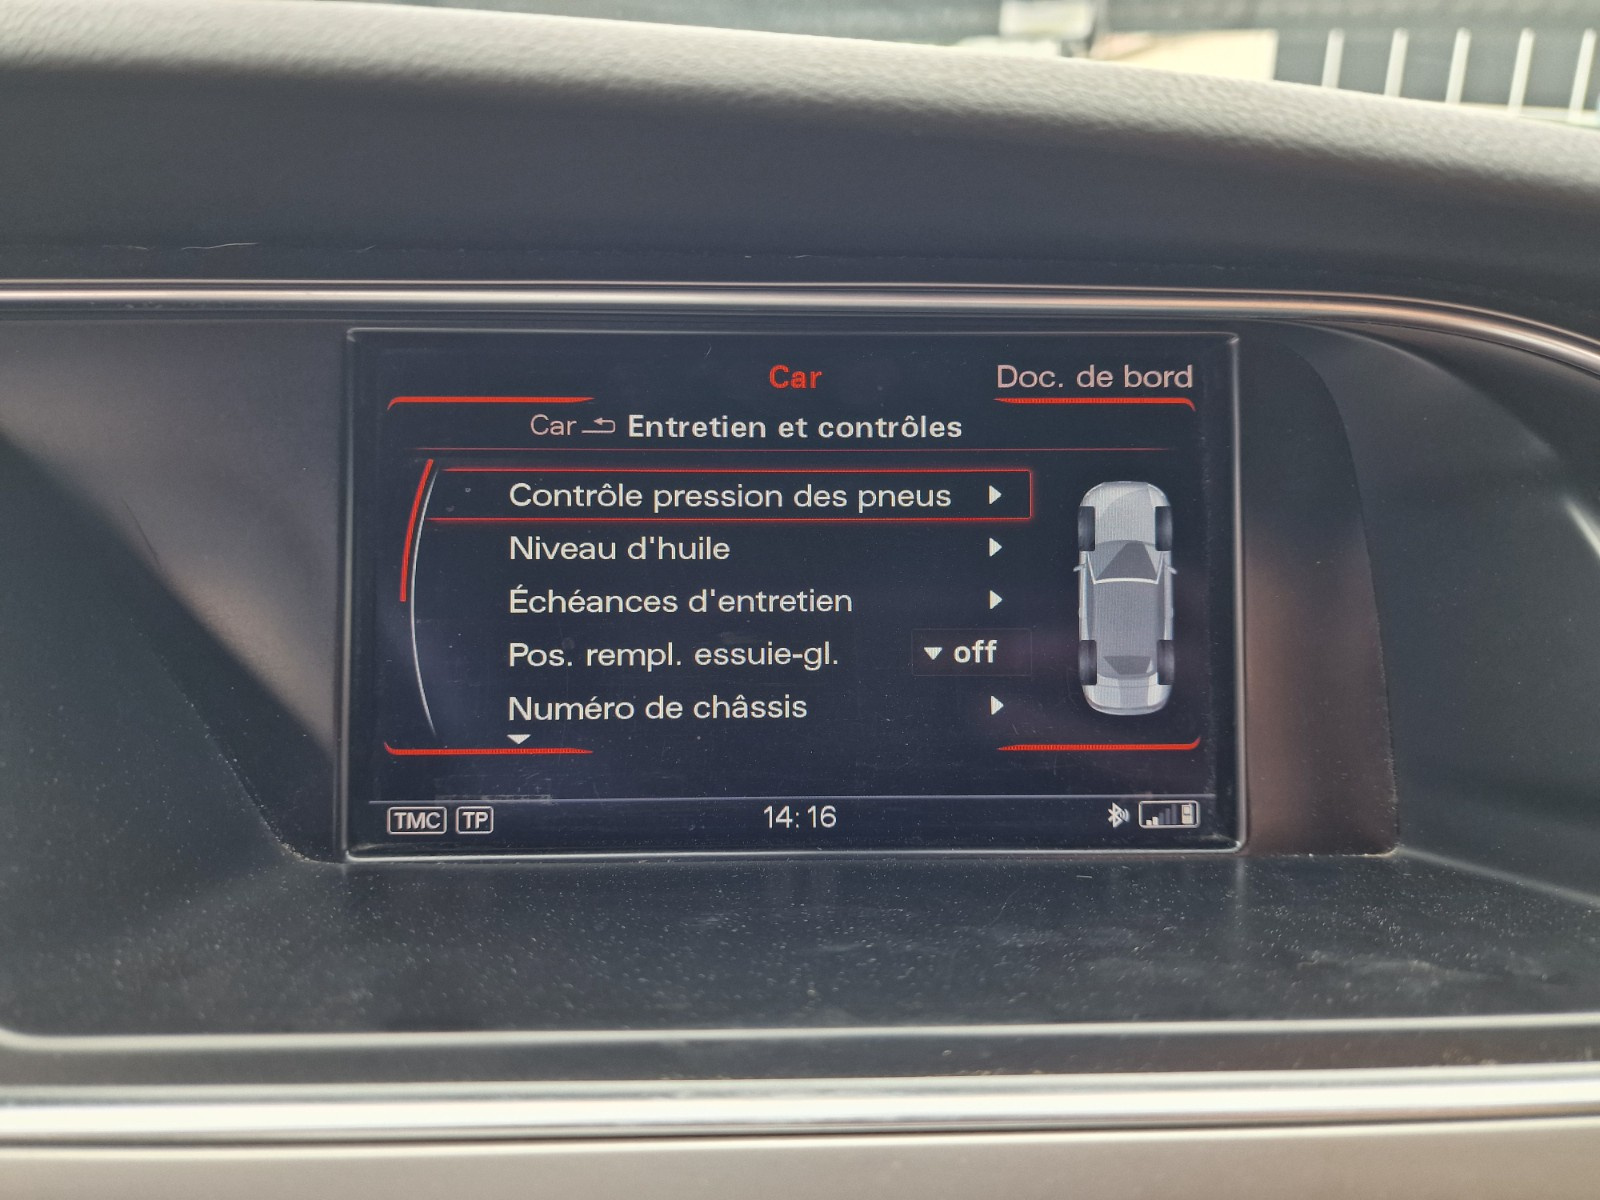 Car
Doc. de bord
Car Entretien et contrôles
Contrôle pression des pneus
Niveau d'huile
Échéances d'entretien
Pos. rempl. essuie-gl. off
Numéro de châssis
TMC TP 14:16